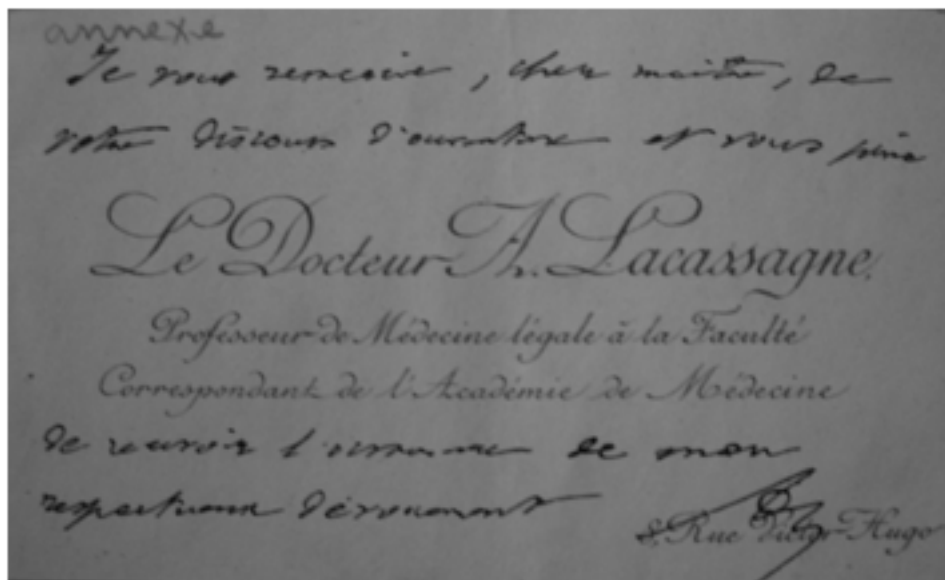 annexe
Je vous remercie, cher maître, de
votre discours d'ouverture et vous prie
Le Docteur A. Lacassagne.
Professeur de Médecine légale à la Faculté
Correspondant de l'Académie de Médecine
de recevoir l'assurance de mon
respectueux dévouement
8, Rue Victor Hugo